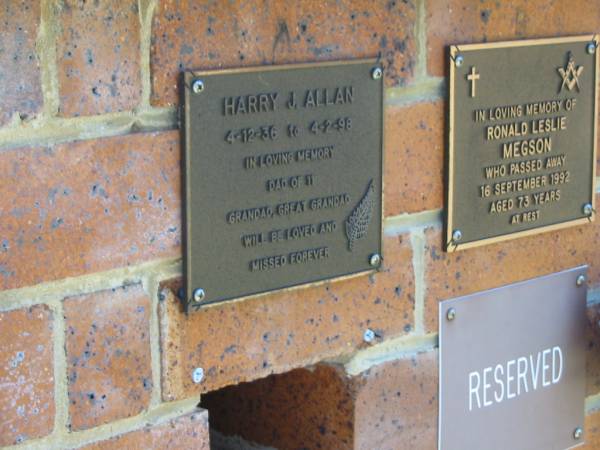 HARRY J. ALLAN
4-12-36 to 4-2-98
IN LOVING MEMORY
DAD OF 11
GRANDAD, GREAT GRANDAD
WILL BE LOVED AND
MISSED FOREVER
IN LOVING MEMORY OF
RONALD LESLIE
MEGSON
WHO PASSED AWAY
16 SEPTEMBER 1992
AGED 73 YEARS
AT REST
RESERVED